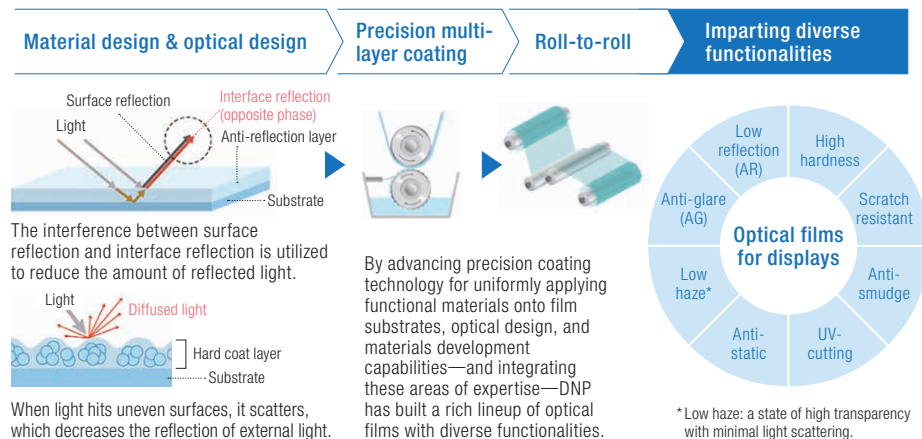 Material design & optical design
Precision multi-
layer coating
Roll-to-roll
Imparting diverse
functionalities
Surface reflection
Interface reflection
(opposite phase)
Light
Anti-reflection layer
Substrate
The interference between surface
reflection and interface reflection is utilized
to reduce the amount of reflected light.
Light
Diffused light
Hard coat layer
Substrate
When light hits uneven surfaces, it scatters,
which decreases the reflection of external light.
By advancing precision coating
technology for uniformly applying
functional materials onto film
substrates, optical design, and
materials development
capabilities—and integrating
these areas of expertise—DNP
has built a rich lineup of optical
films with diverse functionalities.
Optical films
for displays
Low
reflection
(AR)
High
hardness
Scratch
resistant
Anti-
smudge
UV-
cutting
Anti-
static
Low
haze*
Anti-glare
(AG)
* Low haze: a state of high transparency
with minimal light scattering.